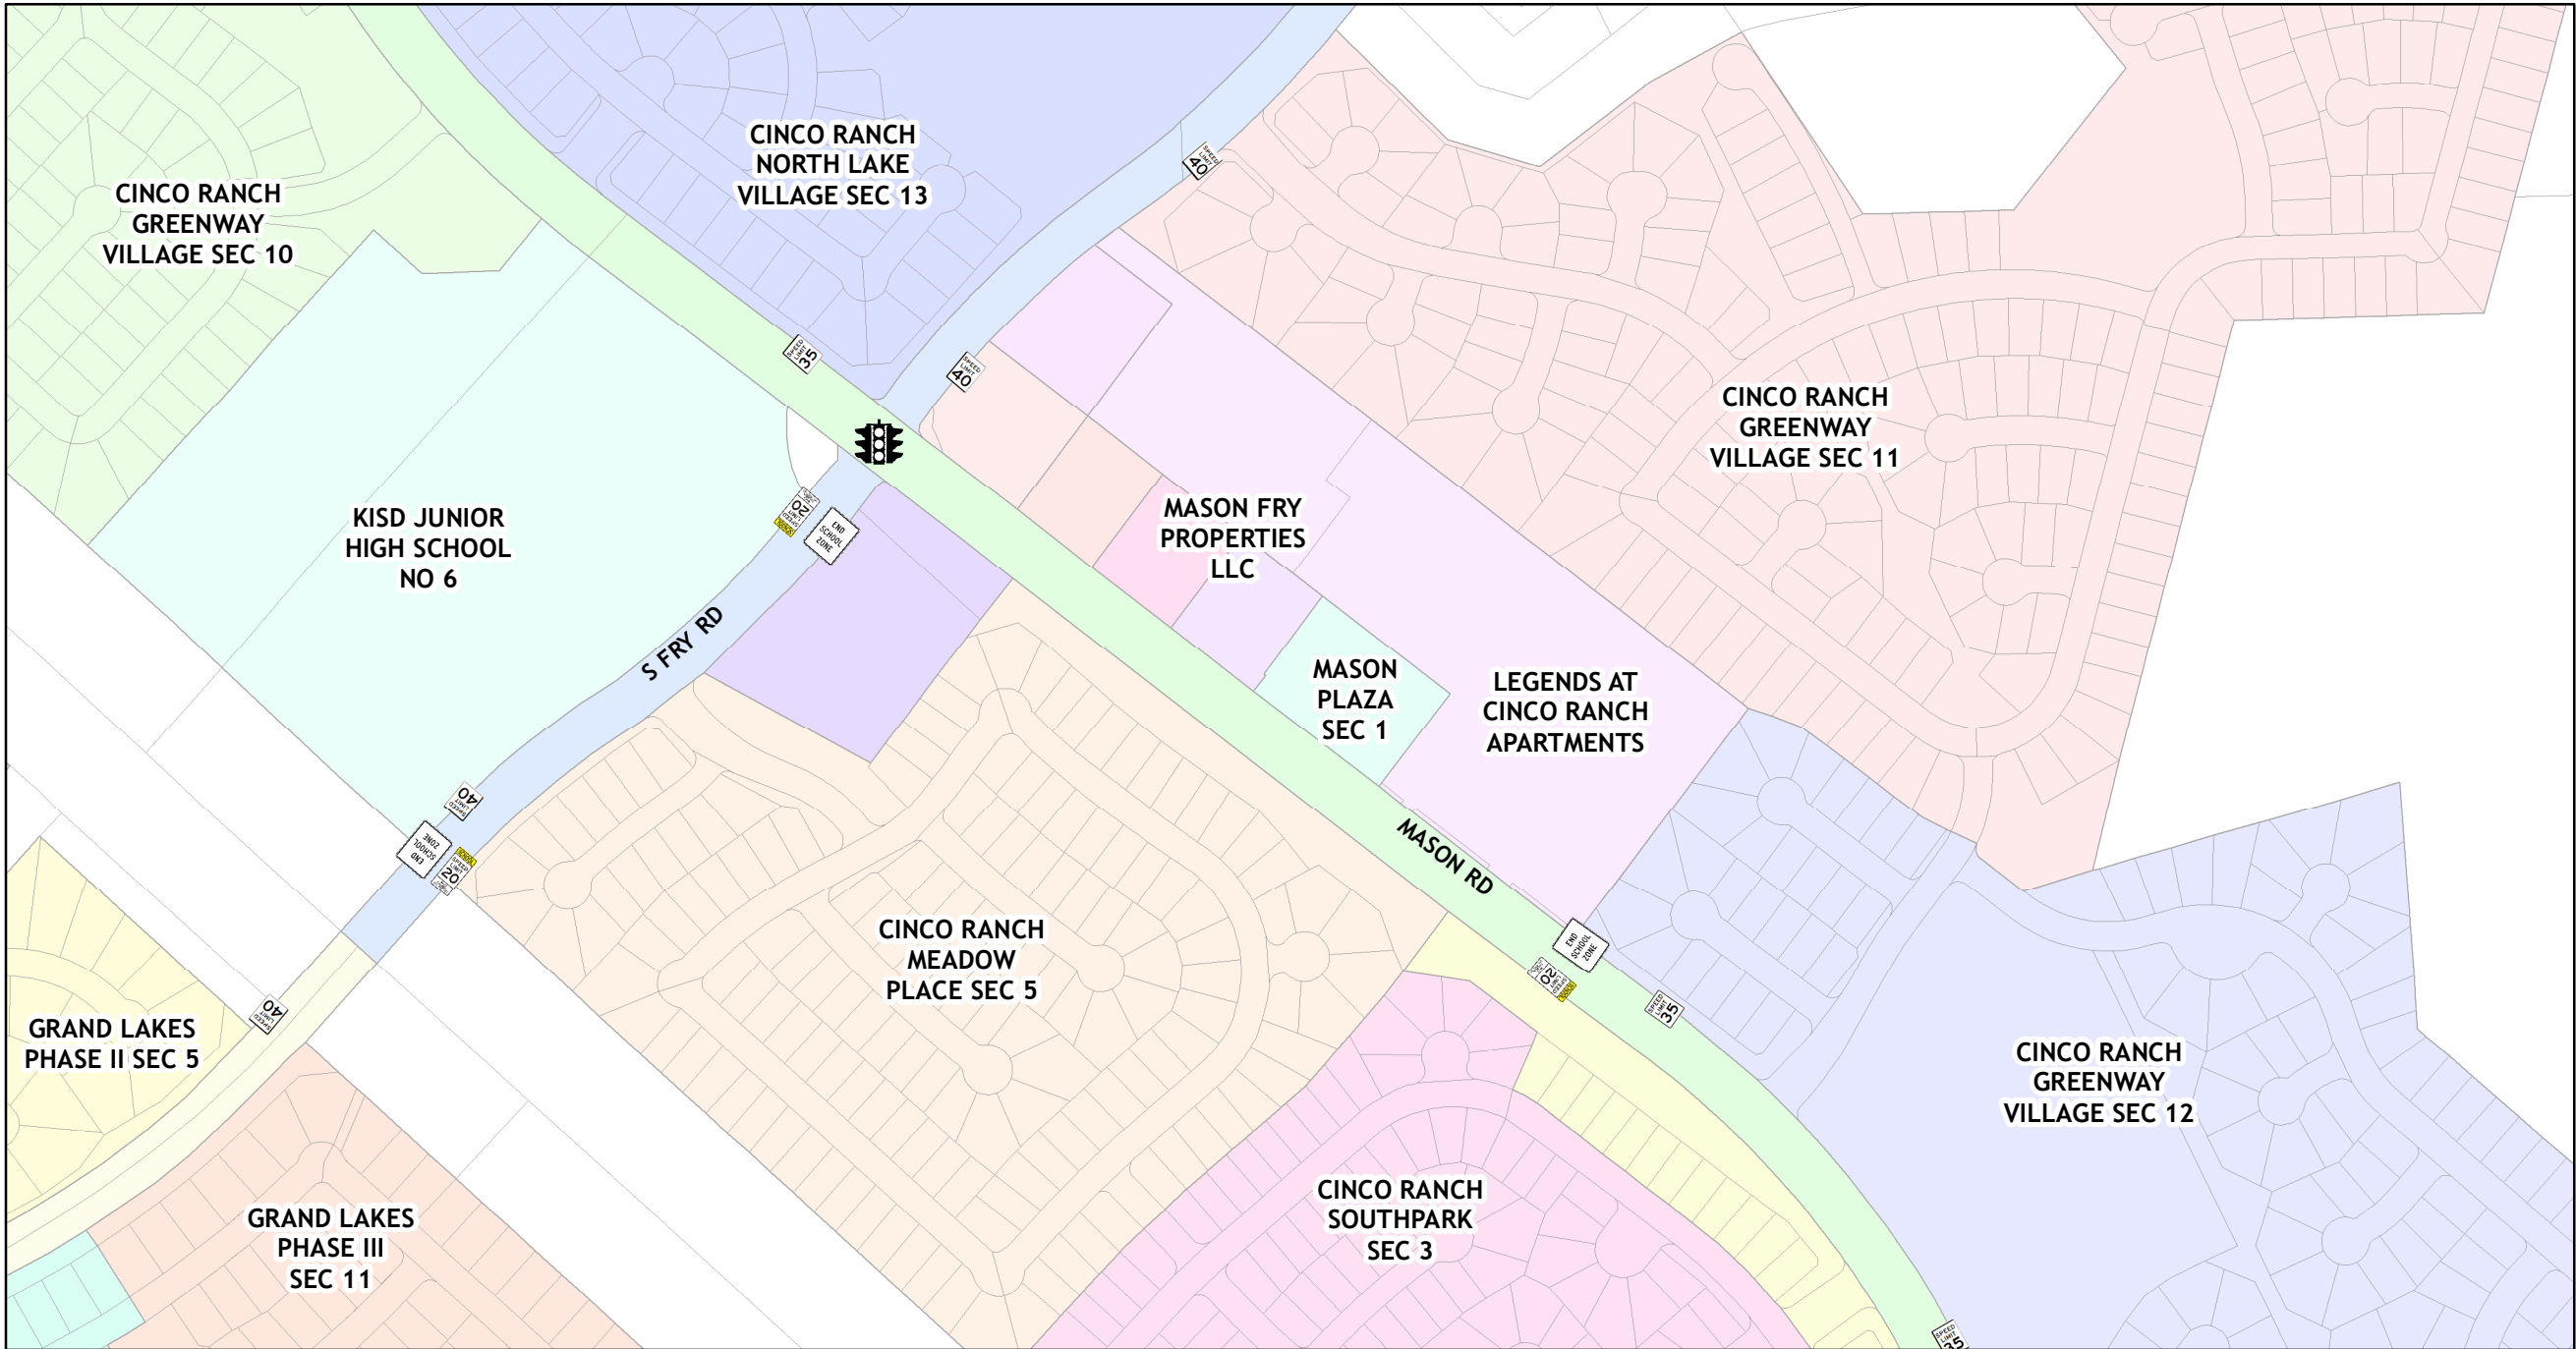 CINCO RANCH
NORTH LAKE
VILLAGE SEC 13
SPEED
LIMIT
40
CINCO RANCH
GREENWAY
VILLAGE SEC 10
SPEED
LIMIT
35
SPEED
LIMIT
40
CINCO RANCH
GREENWAY
VILLAGE SEC 11
KISD JUNIOR
HIGH SCHOOL
NO 6
SPEED
LIMIT
20
END
SCHOOL
ZONE
MASON FRY
PROPERTIES
LLC
S FRY RD
MASON
PLAZA
SEC 1
LEGENDS AT
CINCO RANCH
APARTMENTS
SPEED
LIMIT
40
END
SCHOOL
ZONE
SPEED
LIMIT
20
MASON RD
CINCO RANCH
MEADOW
PLACE SEC 5
END
SCHOOL
ZONE
SPEED
LIMIT
20
SPEED
LIMIT
35
SPEED
LIMIT
40
GRAND LAKES
PHASE II SEC 5
CINCO RANCH
GREENWAY
VILLAGE SEC 12
CINCO RANCH
SOUTHPARK
SEC 3
GRAND LAKES
PHASE III
SEC 11
SPEED
LIMIT
35